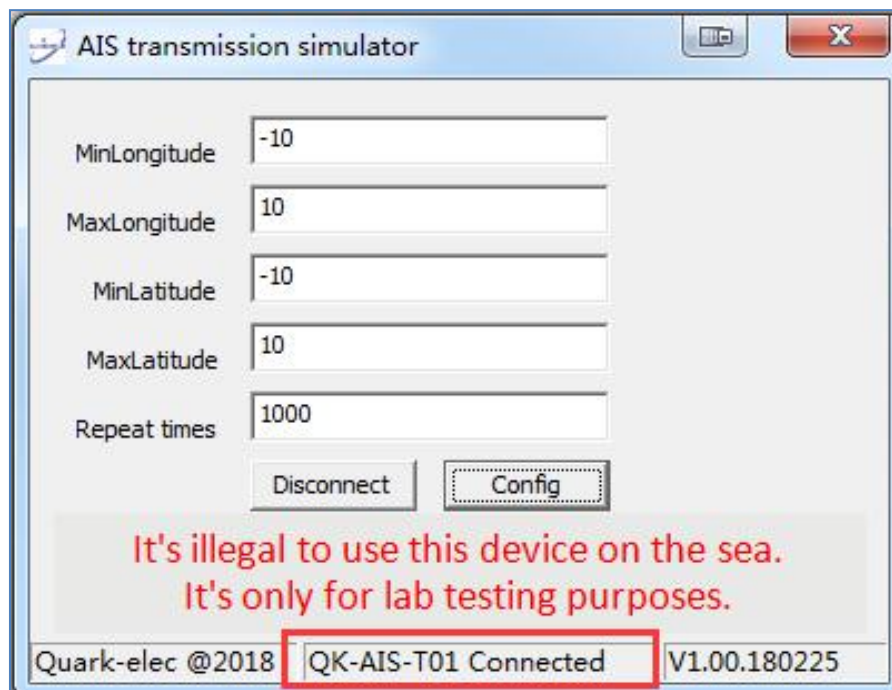 AIS transmission simulator
MinLongitude -10
MaxLongitude 10
MinLatitude -10
MaxLatitude 10
Repeat times 1000
Disconnect Config
It's illegal to use this device on the sea.
It's only for lab testing purposes.
Quark-elec @2018 QK-AIS-T01 Connected V1.00.180225